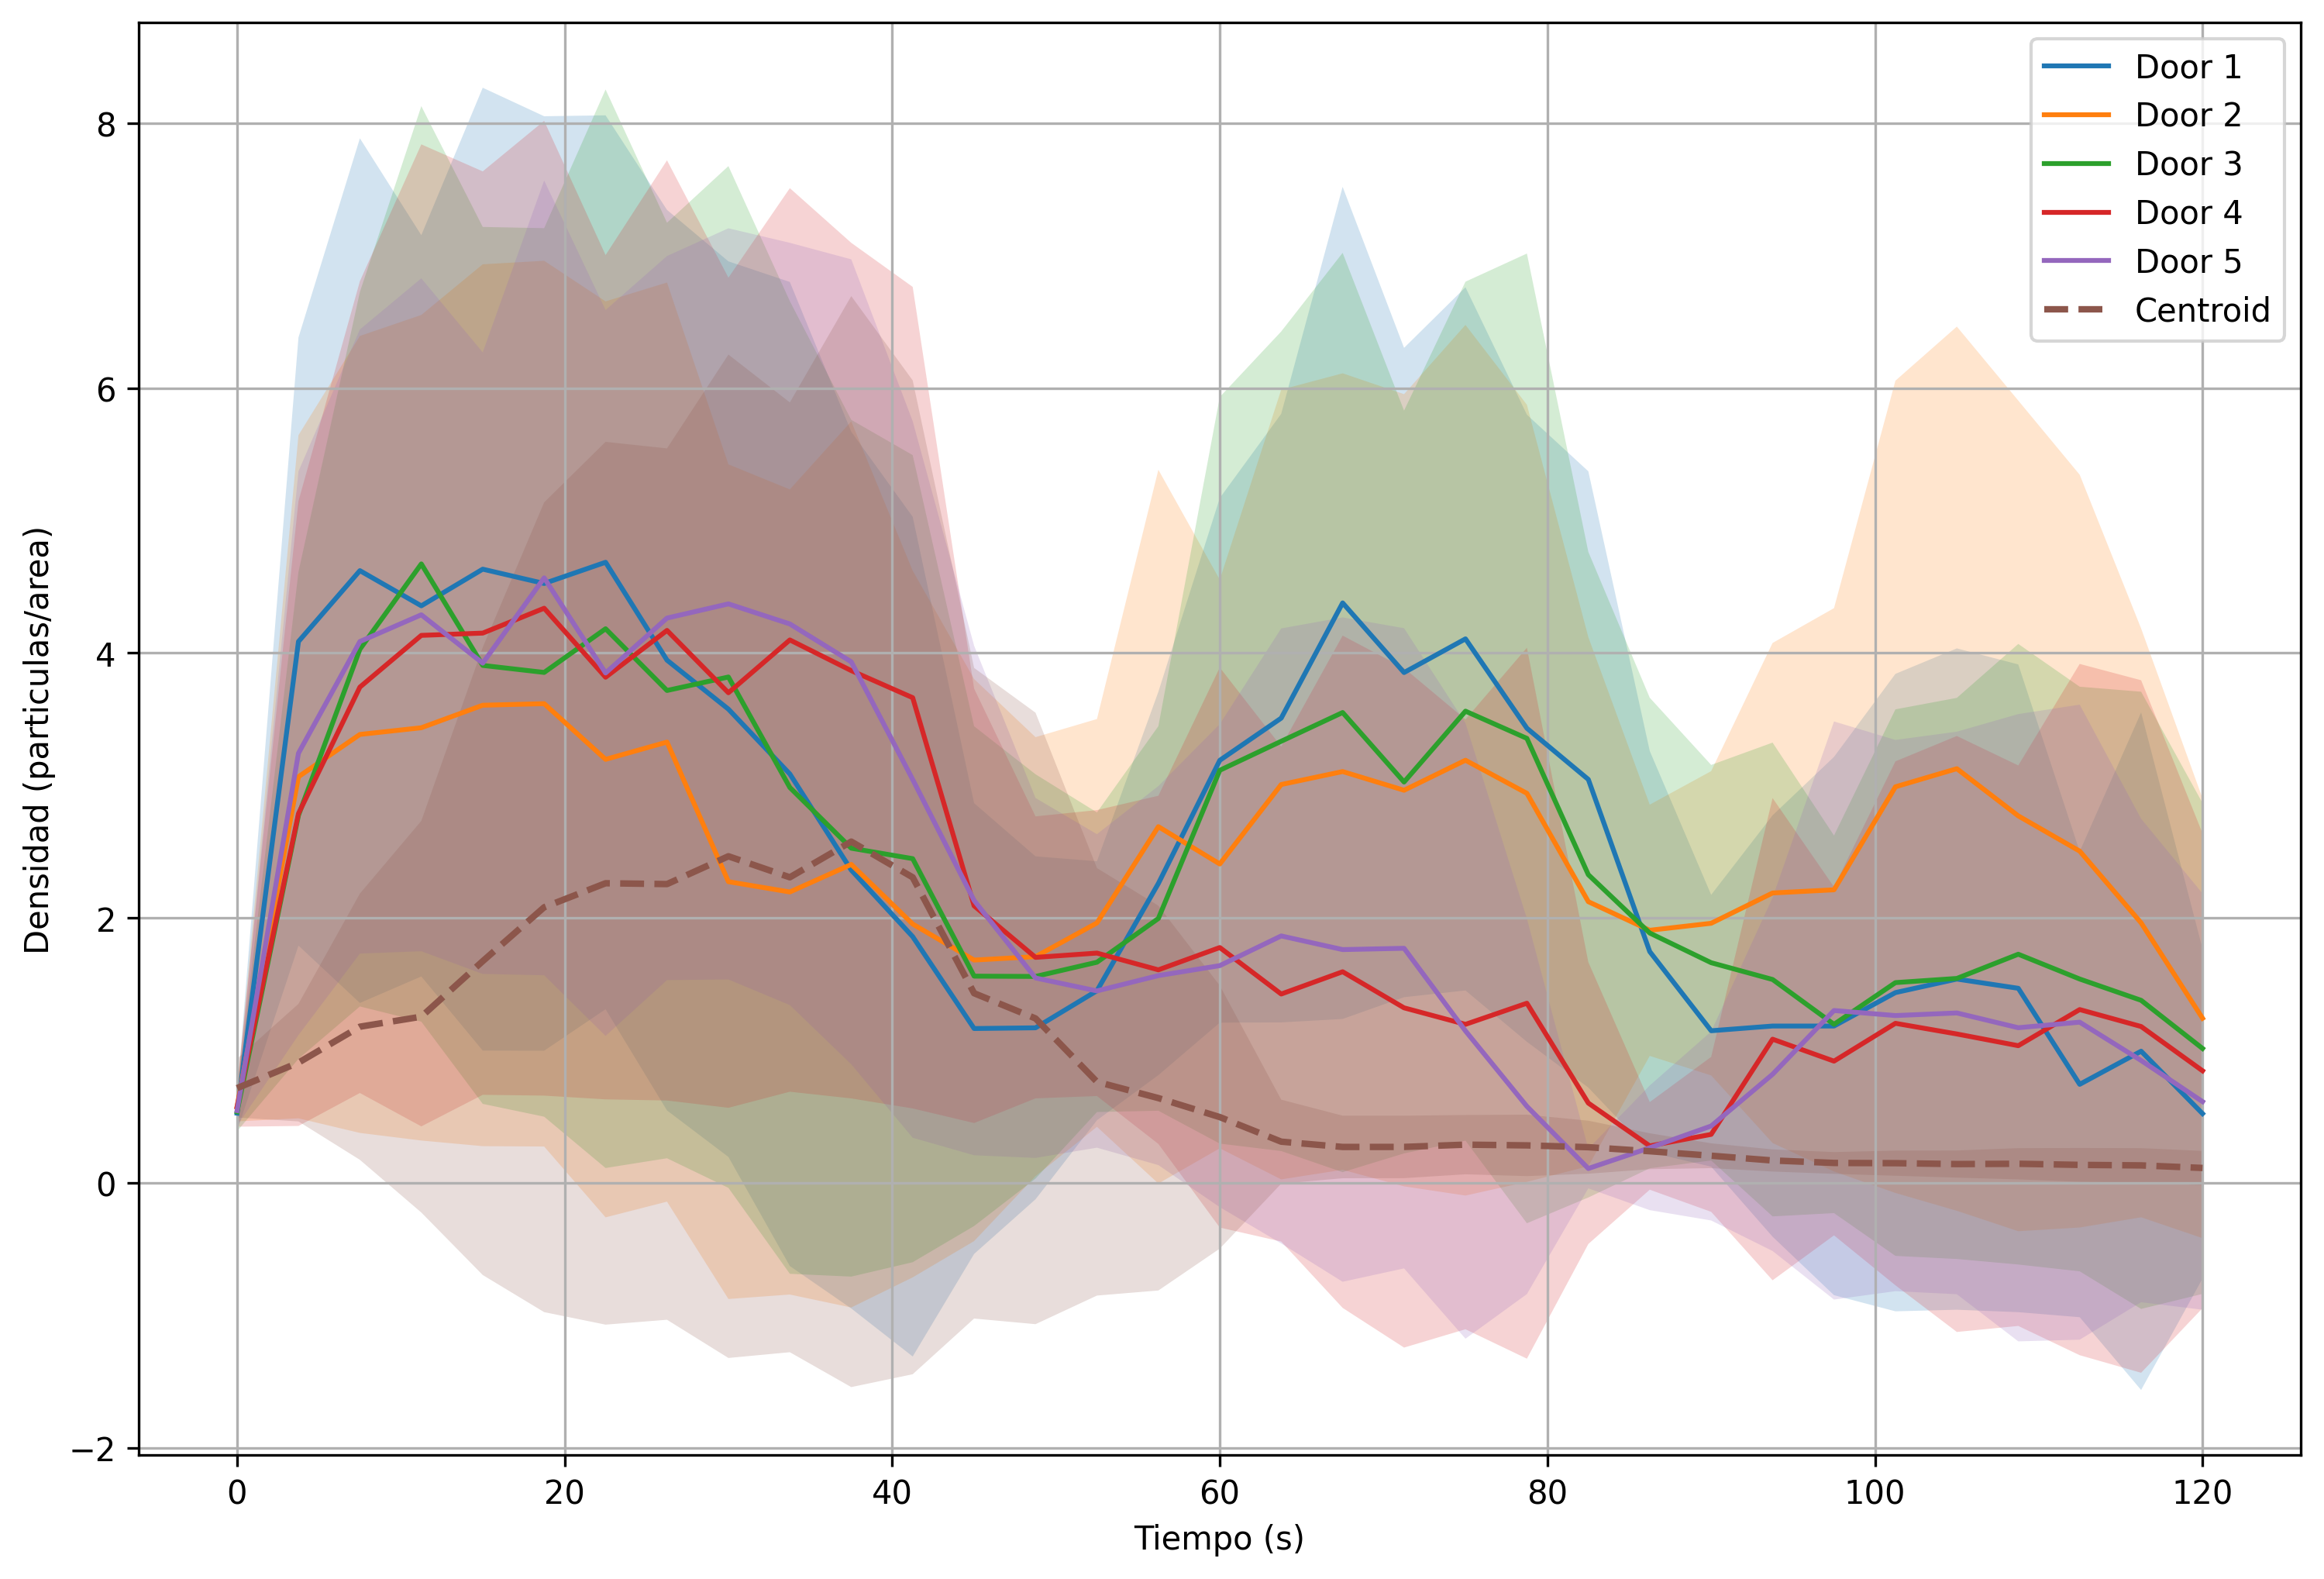 Densidad (particulas/area)
8
6
4
2
0
−2
0 20 40 60 80 100 120
Tiempo (s)
Door 1
Door 2
Door 3
Door 4
Door 5
Centroid